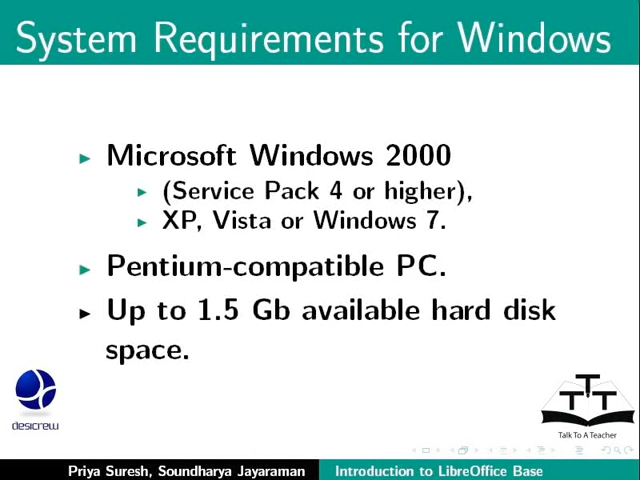 System Requirements for Windows
Microsoft Windows 2000
(Service Pack 4 or higher),
XP, Vista or Windows 7.
Pentium-compatible PC.
Up to 1.5 Gb available hard disk
space.
desicrew
T T T
Talk To A Teacher
Priya Suresh, Soundharya Jayaraman
Introduction to LibreOffice Base